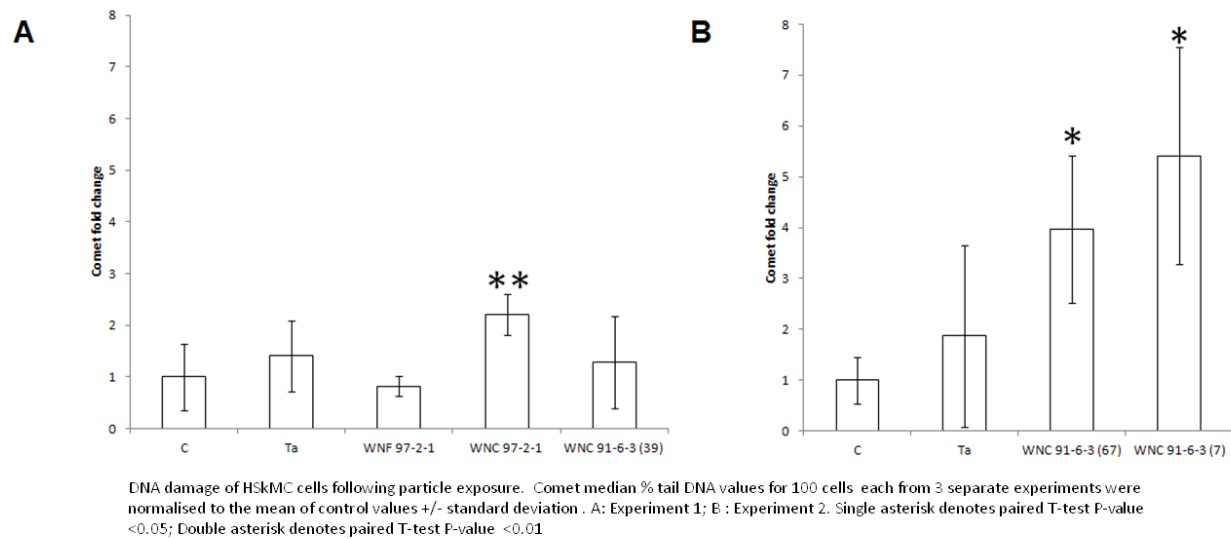 A
Comet fold change
8
7
6
5
4
3
2
1
0
**
C Ta WNF 97-2-1 WNC 97-2-1 WNC 91-6-3 (39)
B
Comet fold change
8
7
6
5
4
3
2
1
0
*
*
C Ta WNC 91-6-3 (67) WNC 91-6-3 (7)
DNA damage of HSkMC cells following particle exposure. Comet median % tail DNA values for 100 cells each from 3 separate experiments were
normalised to the mean of control values +/- standard deviation . A: Experiment 1; B : Experiment 2. Single asterisk denotes paired T-test P-value
<0.05; Double asterisk denotes paired T-test P-value <0.01